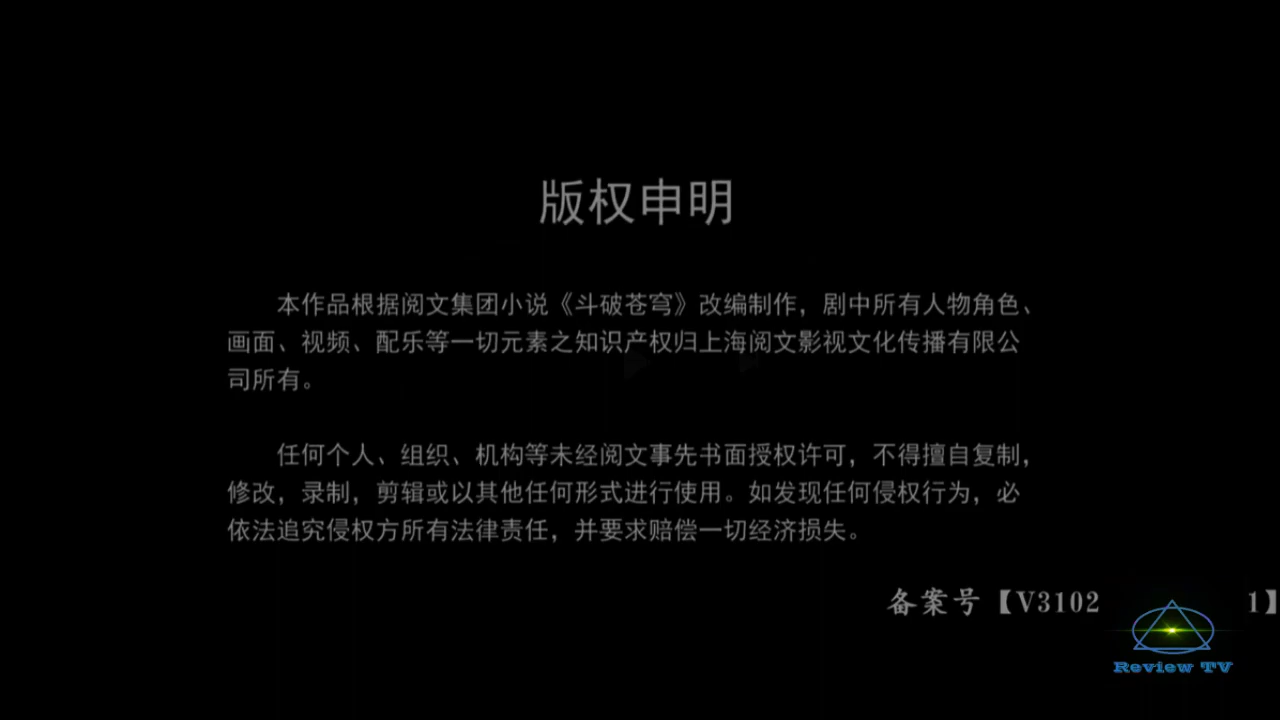 版权申明
本作品根据阅文集团小说《斗破苍穹》改编制作，剧中所有人物角色、
画面、视频、配乐等一切元素之知识产权归上海阅文影视文化传播有限公
司所有。
任何个人、组织、机构等未经阅文事先书面授权许可，不得擅自复制，
修改，录制，剪辑或以其他任何形式进行使用。如发现任何侵权行为，必
依法追究侵权方所有法律责任，并要求赔偿一切经济损失。
备案号【V3102 1】
Review TV